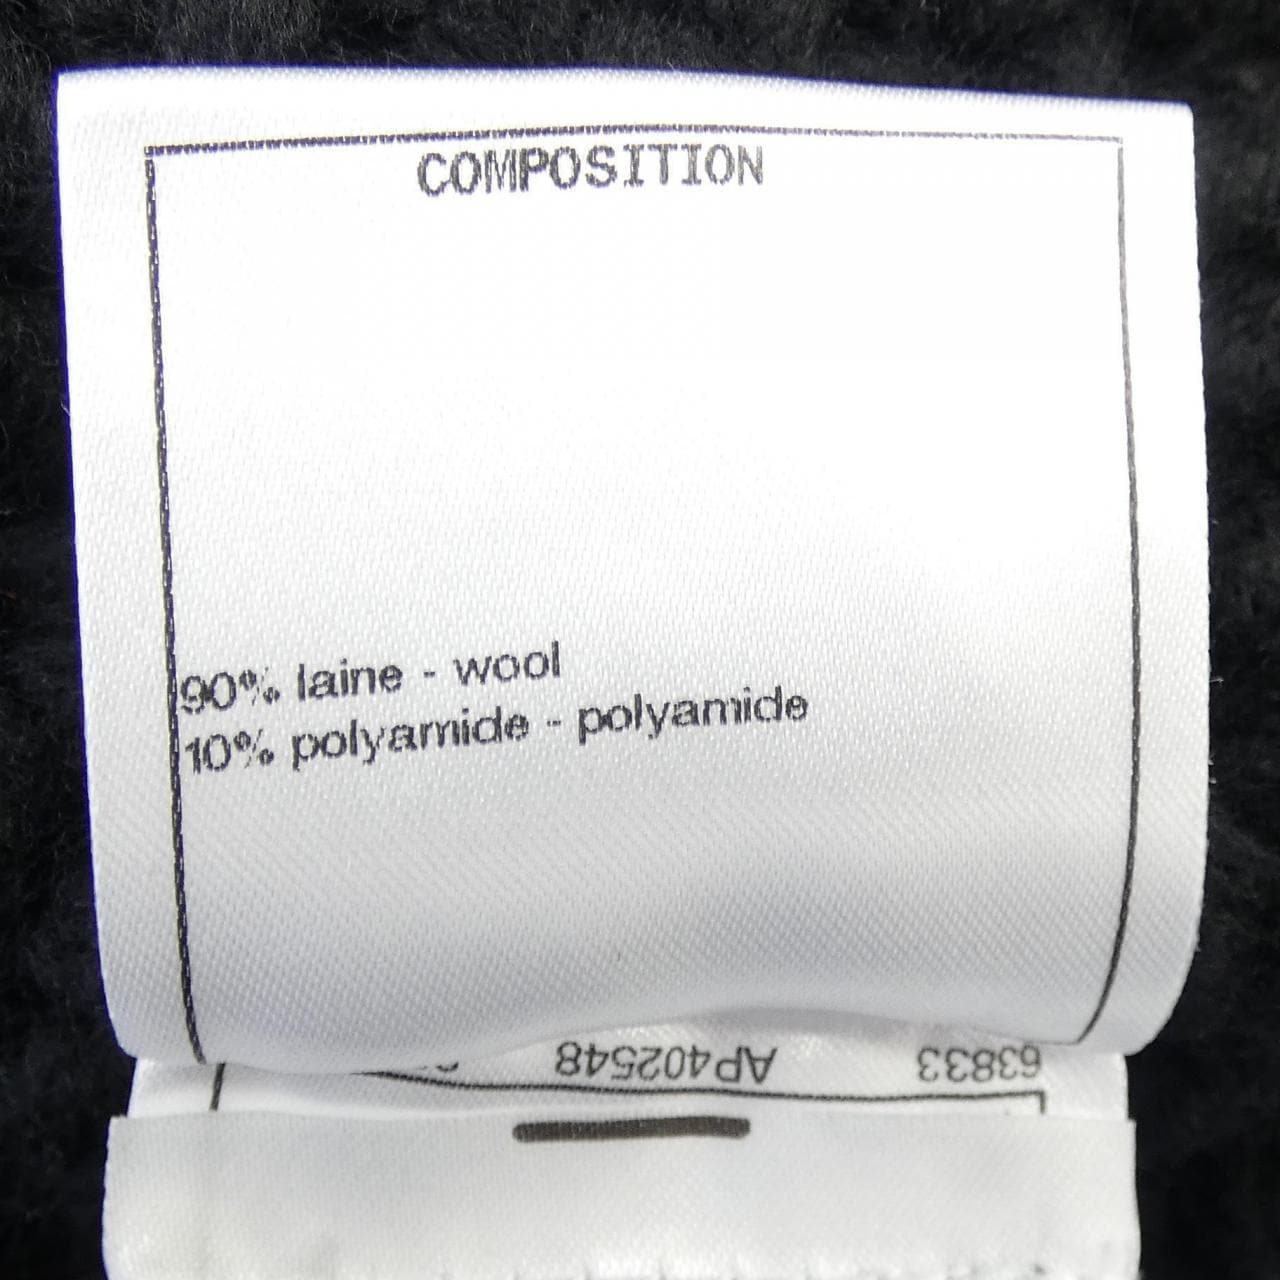 COMPOSITION
90% laine - wool
10% polyamide - polyamide
63833 AP402548